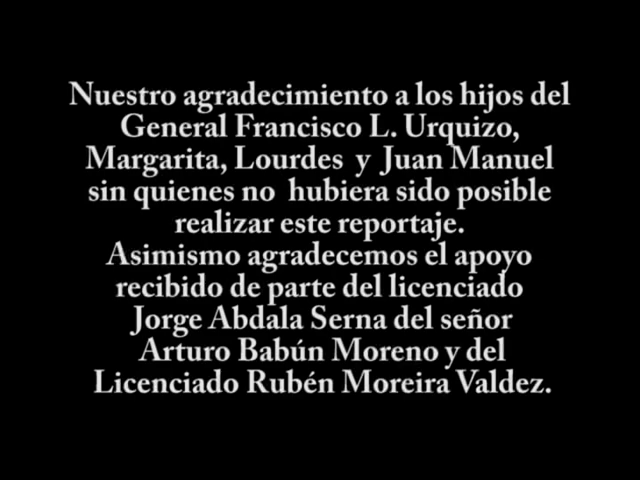 Nuestro agradecimiento a los hijos del
General Francisco L. Urquizo,
Margarita, Lourdes y Juan Manuel
sin quienes no hubiera sido posible
realizar este reportaje.
Asimismo agradecemos el apoyo
recibido de parte del licenciado
Jorge Abdala Serna del señor
Arturo Babún Moreno y del
Licenciado Rubén Moreira Valdez.